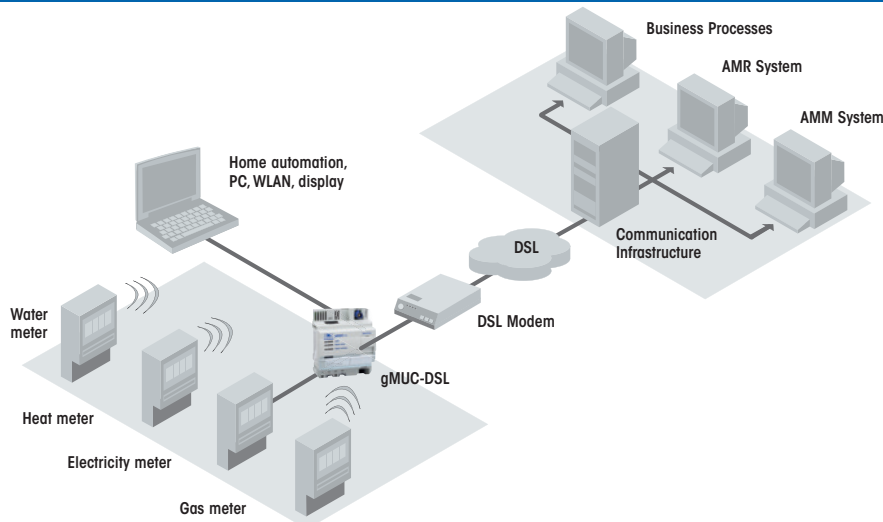 Business Processes
AMR System
AMM System
Home automation,
PC, WLAN, display
Communication
Infrastructure
DSL
DSL Modem
Water
meter
gMUC-DSL
Heat meter
Electricity meter
Gas meter